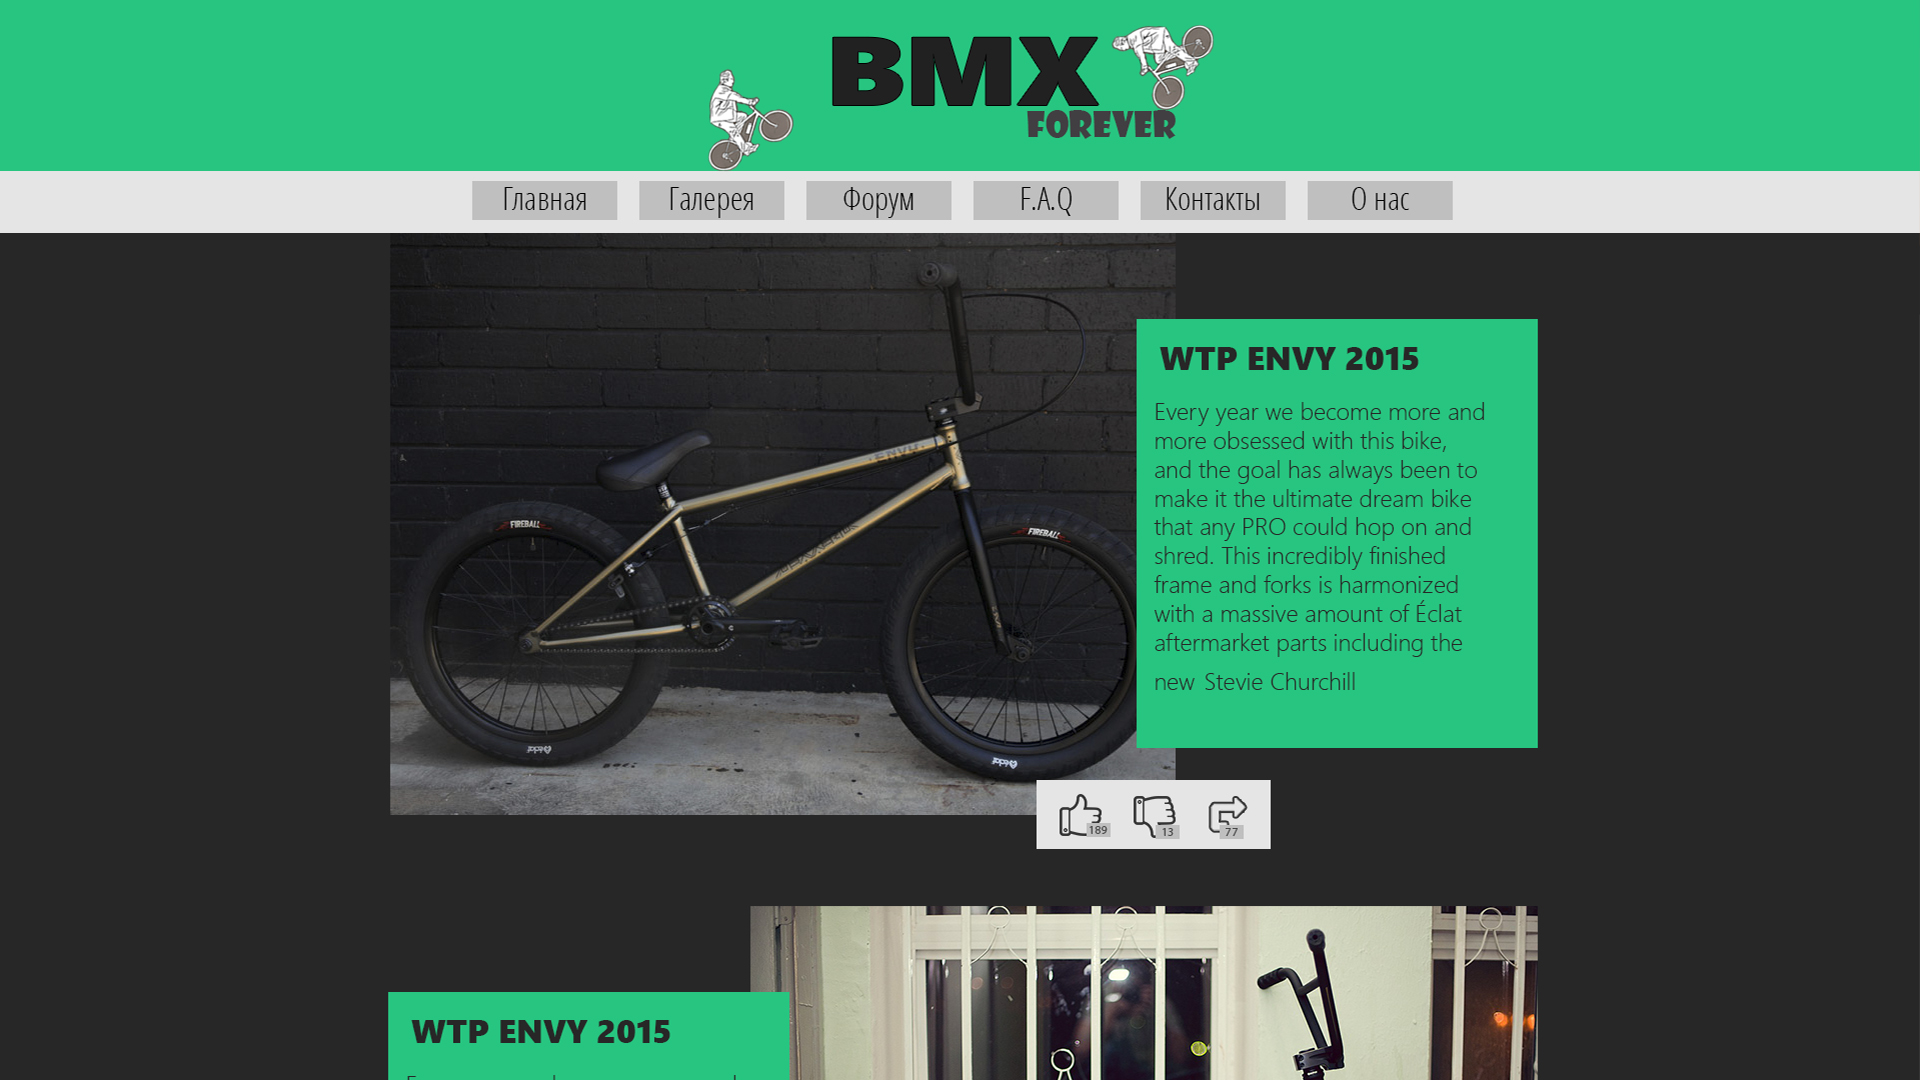 BMX
FOREVER
Главная
Галерея
Форум
F.A.Q
Контакты
О нас
ENVY
FIREBALL
FIREBALL
WTP ENVY 2015
Every year we become more and
more obsessed with this bike,
and the goal has always been to
make it the ultimate dream bike
that any PRO could hop on and
shred. This incredibly finished
frame and forks is harmonized
with a massive amount of Éclat
aftermarket parts including the
new Stevie Churchill
189
13
77
WTP ENVY 2015